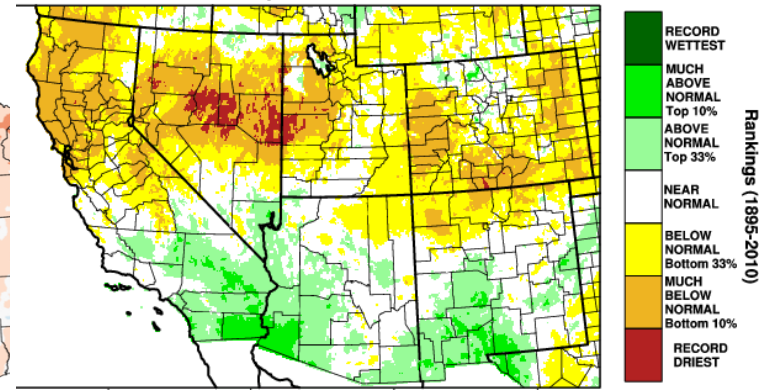 RECORD
WETTEST
MUCH
ABOVE
NORMAL
Top 10%
ABOVE
NORMAL
Top 33%
NEAR
NORMAL
BELOW
NORMAL
Bottom 33%
MUCH
BELOW
NORMAL
Bottom 10%
RECORD
DRIEST
Rankings (1895-2010)